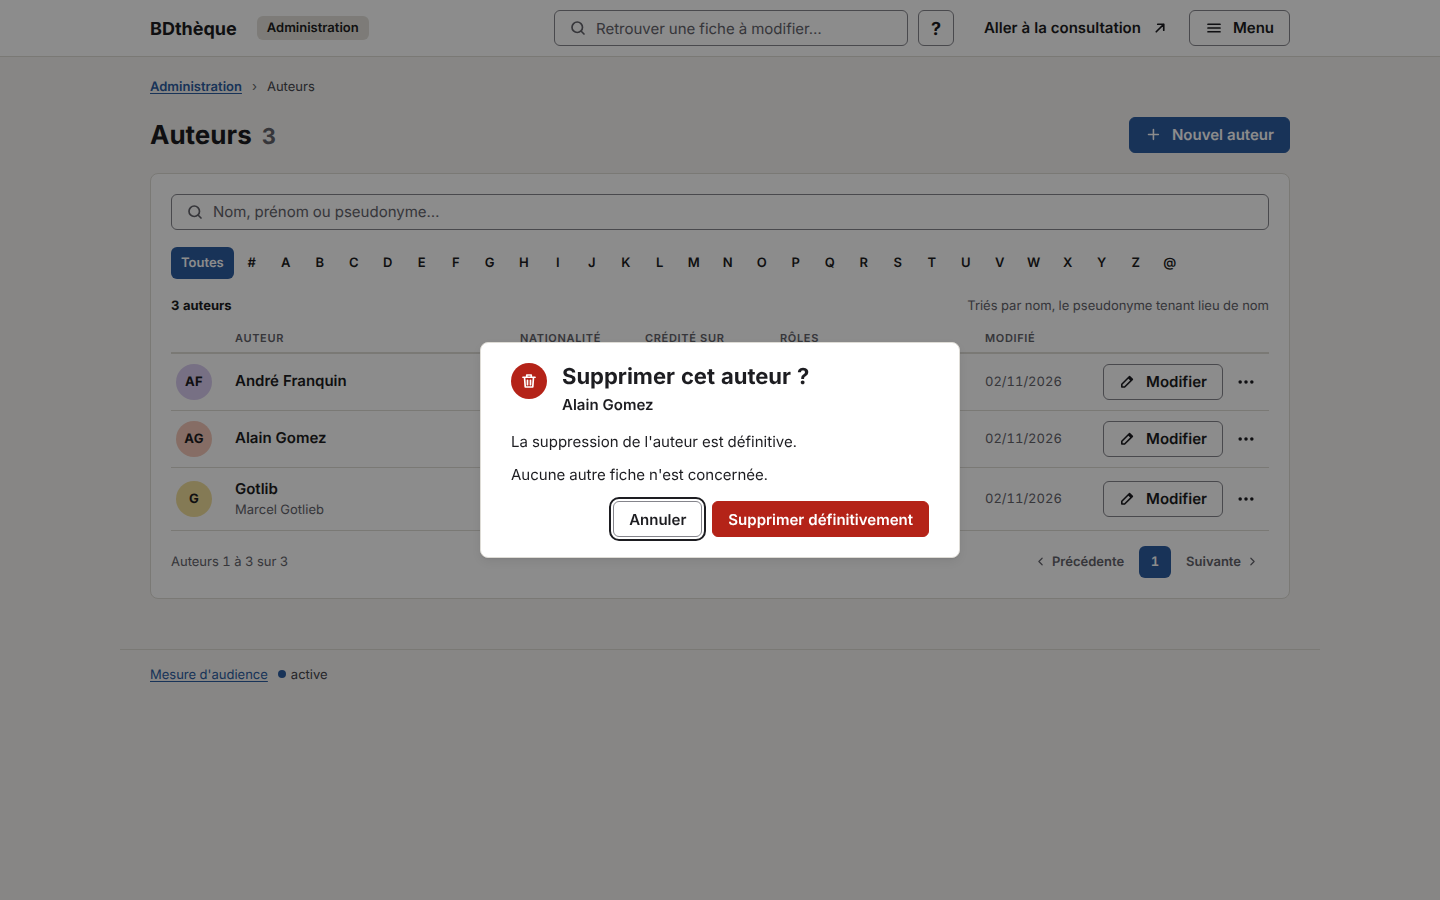 BDthèque
Administration
Retrouver une fiche à modifier...
?
Aller à la consultation
Menu
Administration › Auteurs
Auteurs 3
Nouvel auteur
Nom, prénom ou pseudonyme...
Toutes # A B C D E F G H I J K L M N O P Q R S T U V W X Y Z @
3 auteurs
Triés par nom, le pseudonyme tenant lieu de nom
AUTEUR NATIONALITÉ CRÉDITÉ SUR RÔLES MODIFIÉ
AF André Franquin 02/11/2026 Modifier
AG Alain Gomez 02/11/2026 Modifier
G Gotlib 02/11/2026 Modifier
Marcel Gotlieb
Supprimer cet auteur ?
Alain Gomez
La suppression de l'auteur est définitive.
Aucune autre fiche n'est concernée.
Annuler
Supprimer définitivement
Auteurs 1 à 3 sur 3
Précédente 1 Suivante
Mesure d'audience active